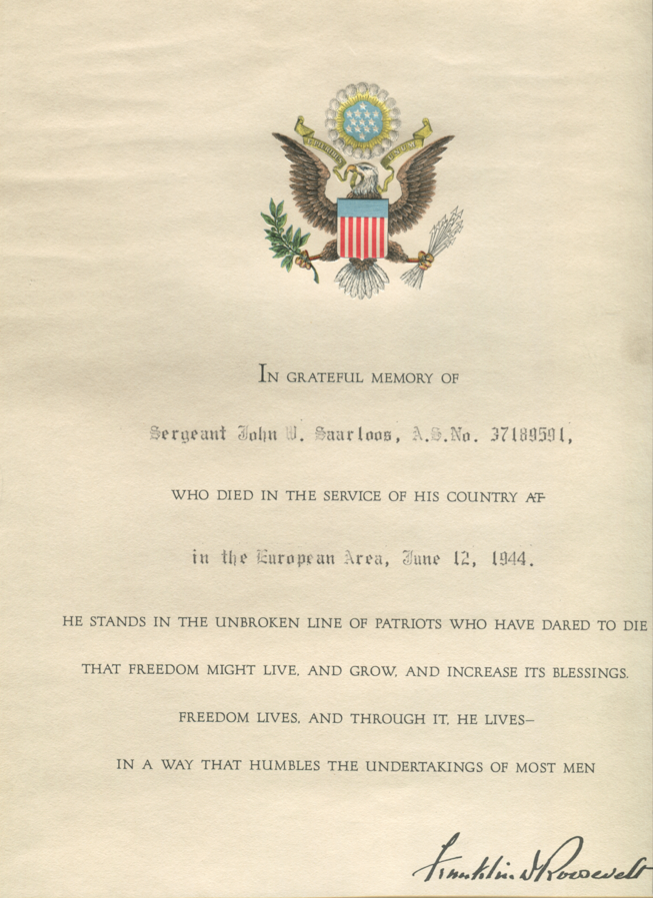 IN GRATEFUL MEMORY OF
Sergeant John W. Saarloos, A.S.No. 37189591,
WHO DIED IN THE SERVICE OF HIS COUNTRY AT
in the European Area, June 12, 1944.
HE STANDS IN THE UNBROKEN LINE OF PATRIOTS WHO HAVE DARED TO DIE
THAT FREEDOM MIGHT LIVE, AND GROW, AND INCREASE ITS BLESSINGS.
FREEDOM LIVES, AND THROUGH IT, HE LIVES—
IN A WAY THAT HUMBLES THE UNDERTAKINGS OF MOST MEN
Franklin D Roosevelt